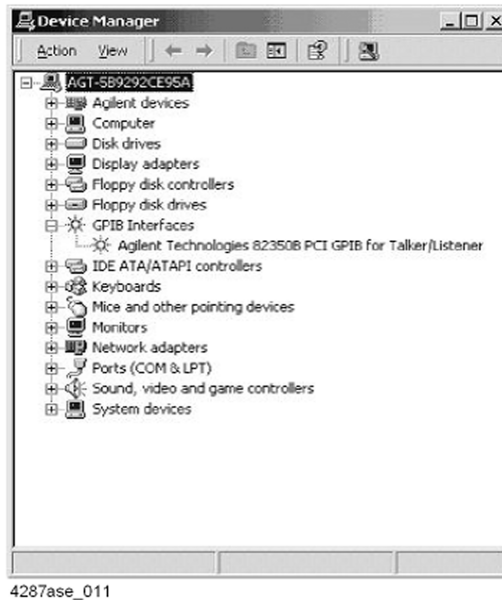 Device Manager
Action View
AGT-5B9292CE95A
Agilent devices
Computer
Disk drives
Display adapters
Floppy disk controllers
Floppy disk drives
GPIB Interfaces
Agilent Technologies 82350B PCI GPIB for Talker/Listener
IDE ATA/ATAPI controllers
Keyboards
Mice and other pointing devices
Monitors
Network adapters
Ports (COM & LPT)
Sound, video and game controllers
System devices
4287ase_011